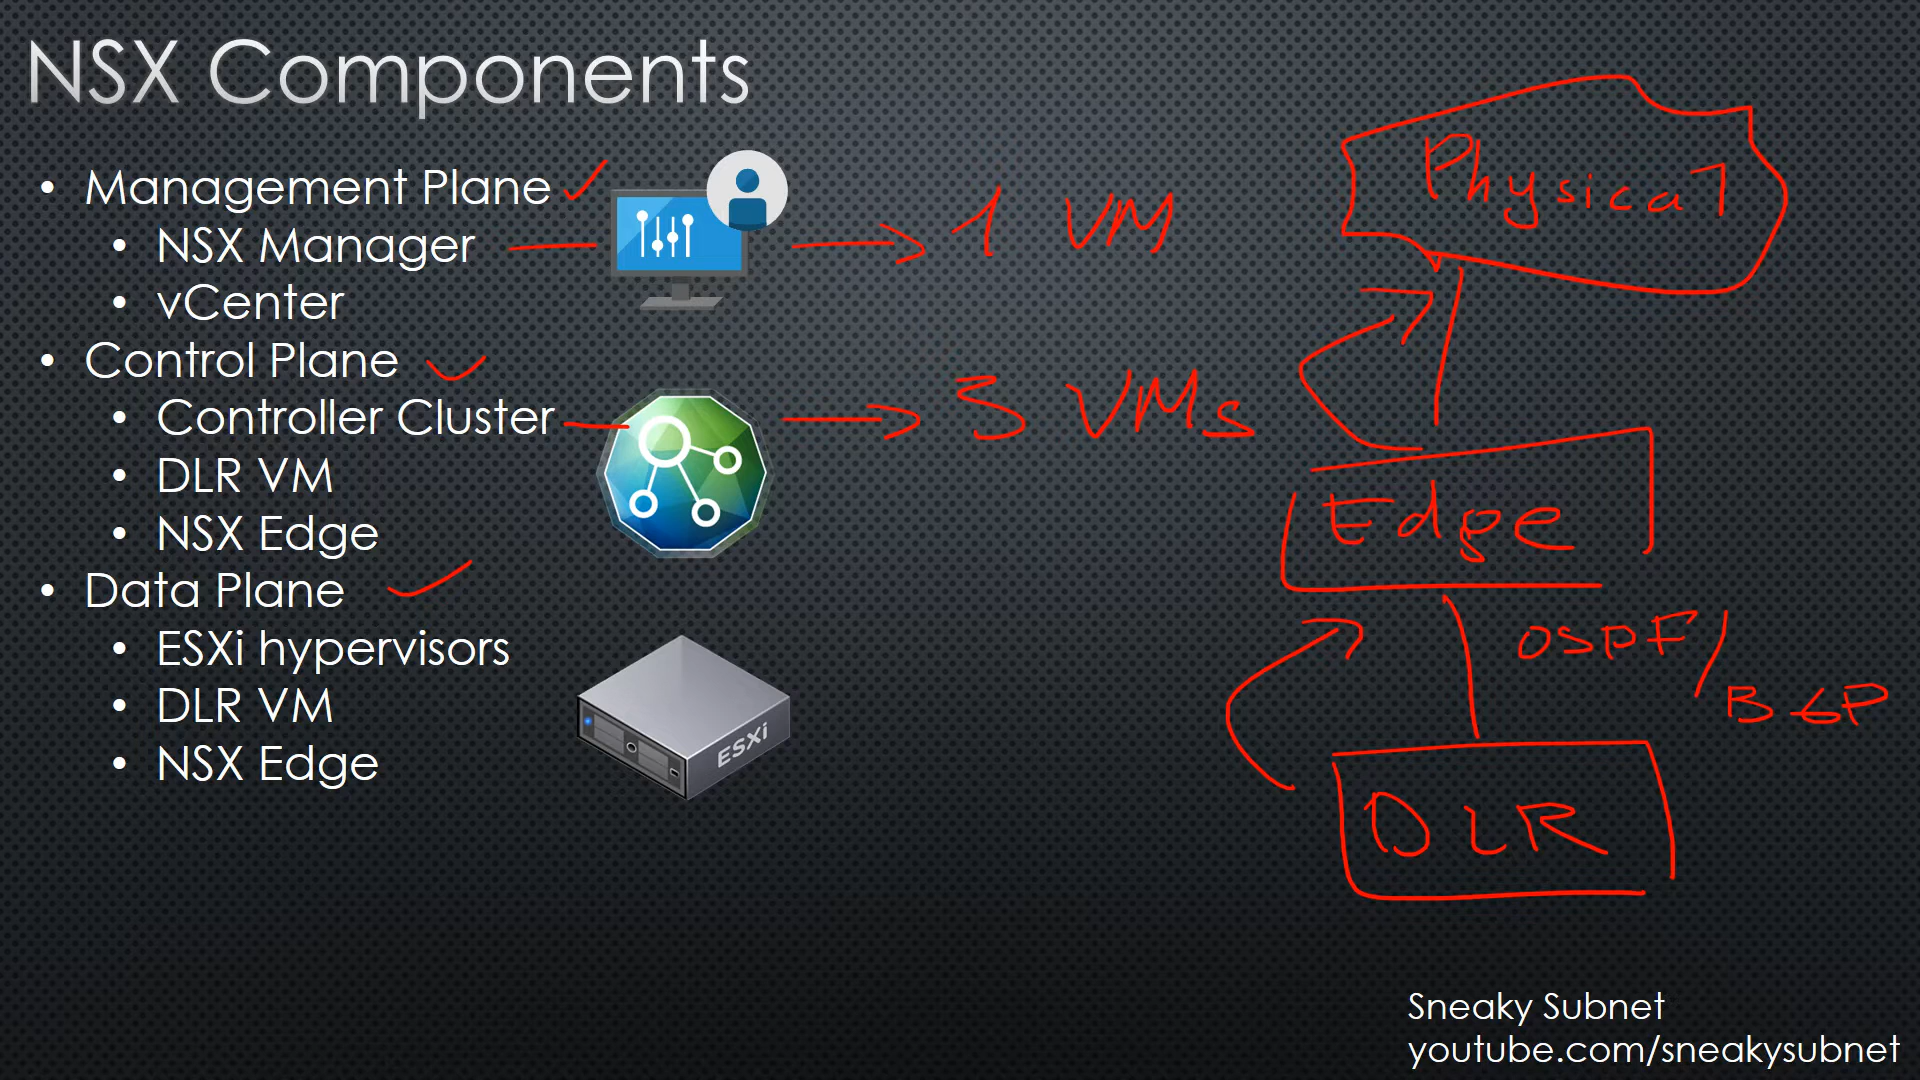 NSX Components
• Management Plane
• NSX Manager
• vCenter
• Control Plane
• Controller Cluster
• DLR VM
• NSX Edge
• Data Plane
• ESXi hypervisors
• DLR VM
• NSX Edge
1 VM
3 VMs
ESXi
Physical
Edge
OSPF/
BGP
DLR
Sneaky Subnet
youtube.com/sneakysubnet